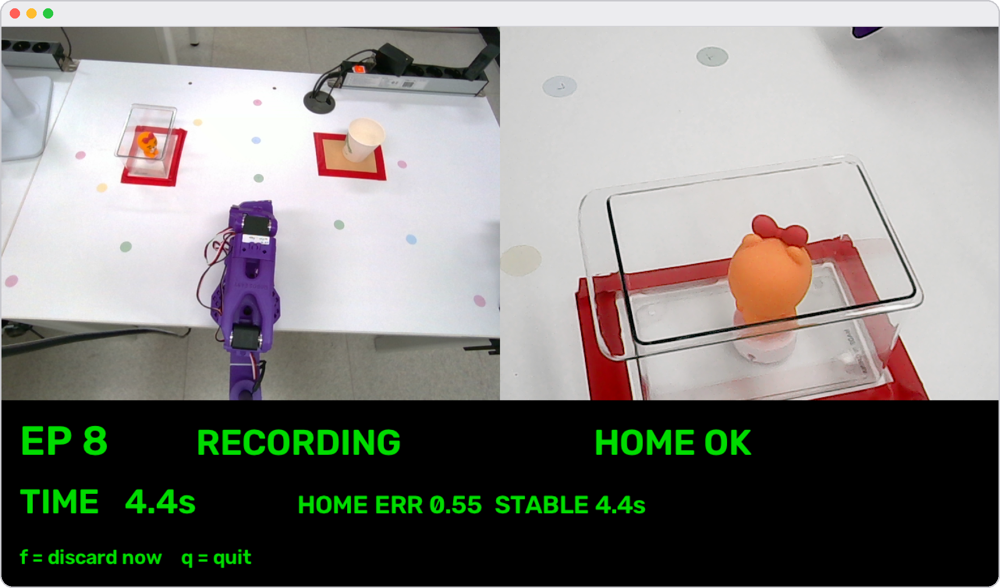 EP 8 RECORDING HOME OK
TIME 4.4s HOME ERR 0.55 STABLE 4.4s
f = discard now q = quit